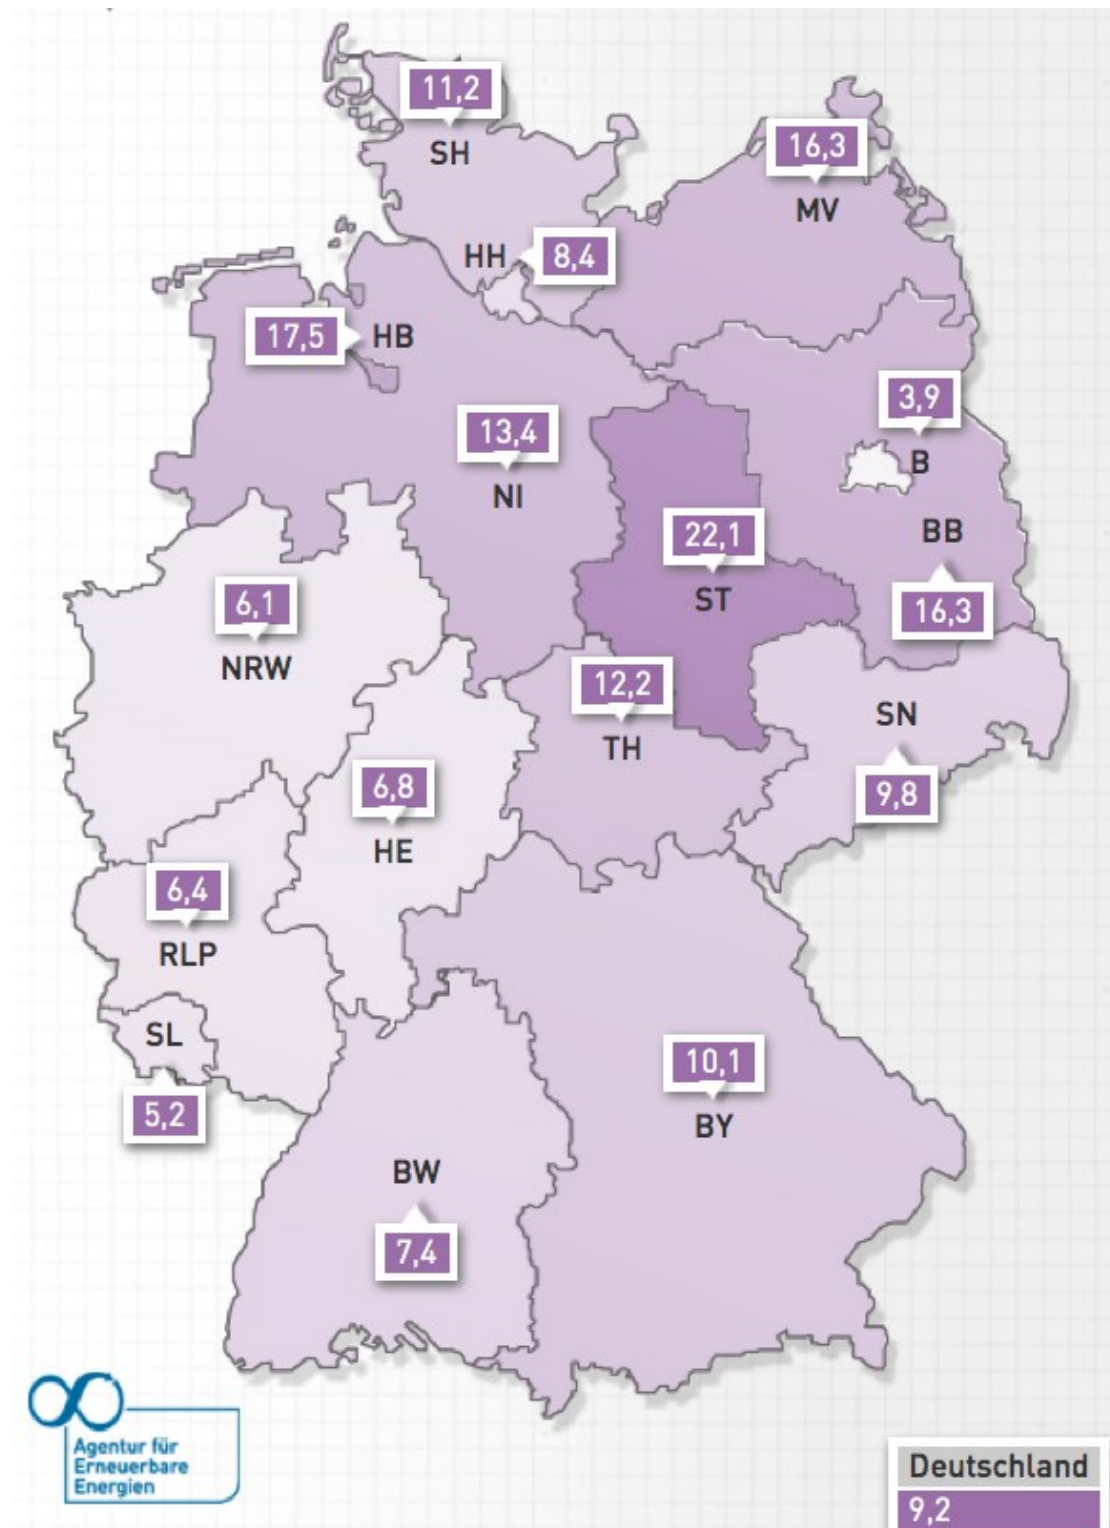 11,2
SH
16,3
MV
HH
8,4
17,5
HB
3,9
B
13,4
NI
22,1
ST
BB
16,3
6,1
NRW
12,2
TH
SN
9,8
6,8
HE
6,4
RLP
SL
5,2
10,1
BY
BW
7,4
Agentur für
Erneuerbare
Energien
Deutschland
9,2